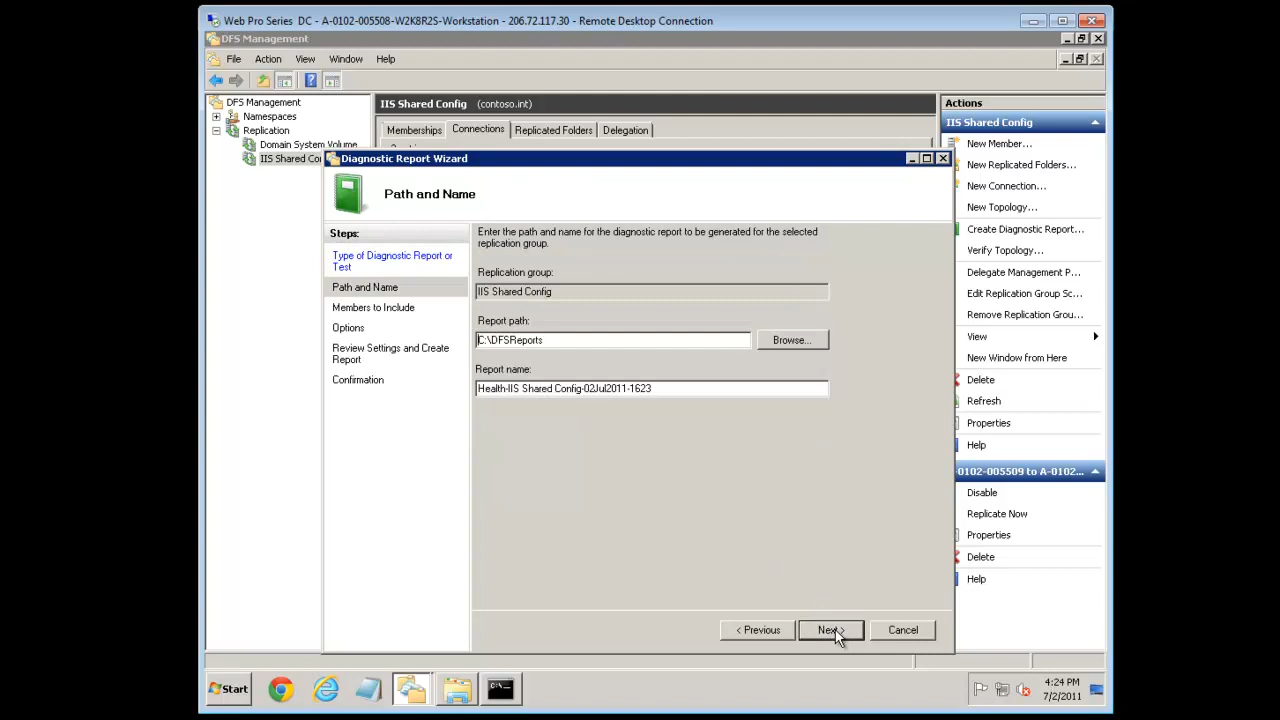 Web Pro Series DC - A-0102-005508-W2K8R2S-Workstation - 206.72.117.30 - Remote Desktop Connection
DFS Management
File Action View Window Help
DFS Management
Namespaces
Replication
Domain System Volume
IIS Shared Co
IIS Shared Config (contoso.int)
Memberships Connections Replicated Folders Delegation
Diagnostic Report Wizard
Path and Name
Steps:
Type of Diagnostic Report or
Test
Path and Name
Members to Include
Options
Review Settings and Create
Report
Confirmation
Enter the path and name for the diagnostic report to be generated for the selected
replication group.
Replication group:
IIS Shared Config
Report path:
C:\DFSReports
Browse...
Report name:
Health-IIS Shared Config-02Jul2011-1623
< Previous Next > Cancel
Actions
IIS Shared Config
New Member...
New Replicated Folders...
New Connection...
New Topology...
Create Diagnostic Report...
Verify Topology...
Delegate Management P...
Edit Replication Group Sc...
Remove Replication Grou...
View
New Window from Here
Delete
Refresh
Properties
Help
-0102-005509 to A-0102...
Disable
Replicate Now
Properties
Delete
Help
Start
4:24 PM
7/2/2011